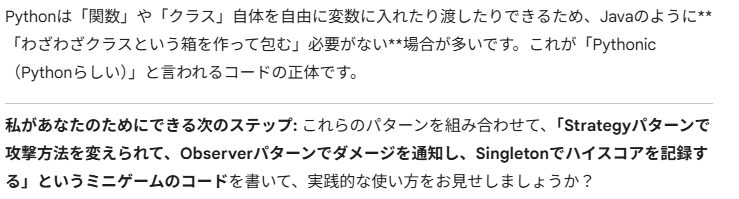 Pythonは「関数」や「クラス」自体を自由に変数に入れたり渡したりできるため、Javaのように**
「わざわざクラスという箱を作って包む」必要がない**場合が多いです。これが「Pythonic
（Pythonらしい）」と言われるコードの正体です。
私があなたのためにできる次のステップ: これらのパターンを組み合わせて、「Strategyパターンで
攻撃方法を変えられて、Observerパターンでダメージを通知し、Singletonでハイスコアを記録す
る」というミニゲームのコードを書いて、実践的な使い方をお見せしましょうか？